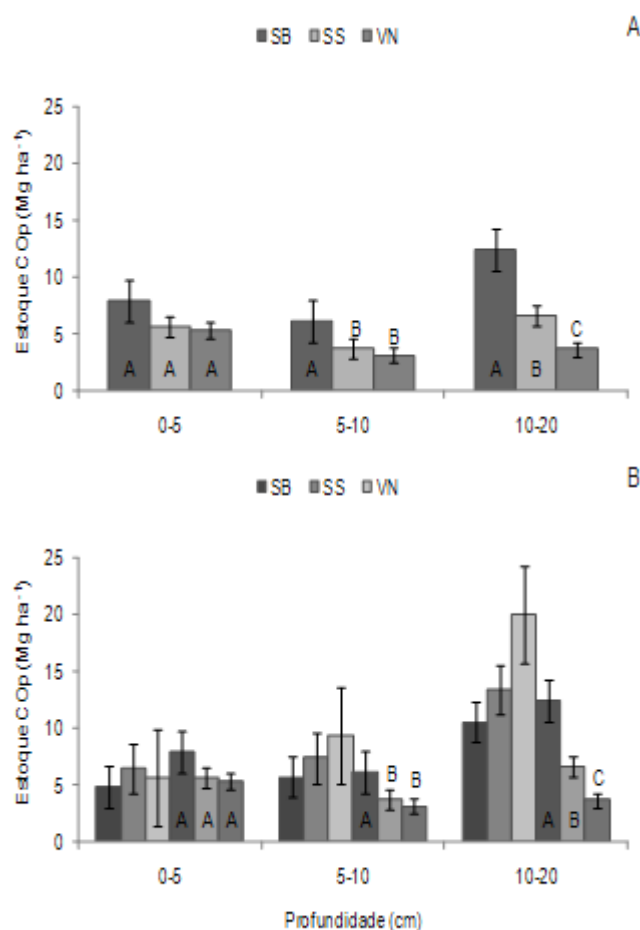 A
SB SS VN
25
20
15
10
5
0
Estoque C Op (Mg ha⁻¹)
A A A A B B A B C
0-5 5-10 10-20
B
SB SS VN
25
20
15
10
5
0
Estoque C Op (Mg ha⁻¹)
A A A A B B A B C
0-5 5-10 10-20
Profundidade (cm)